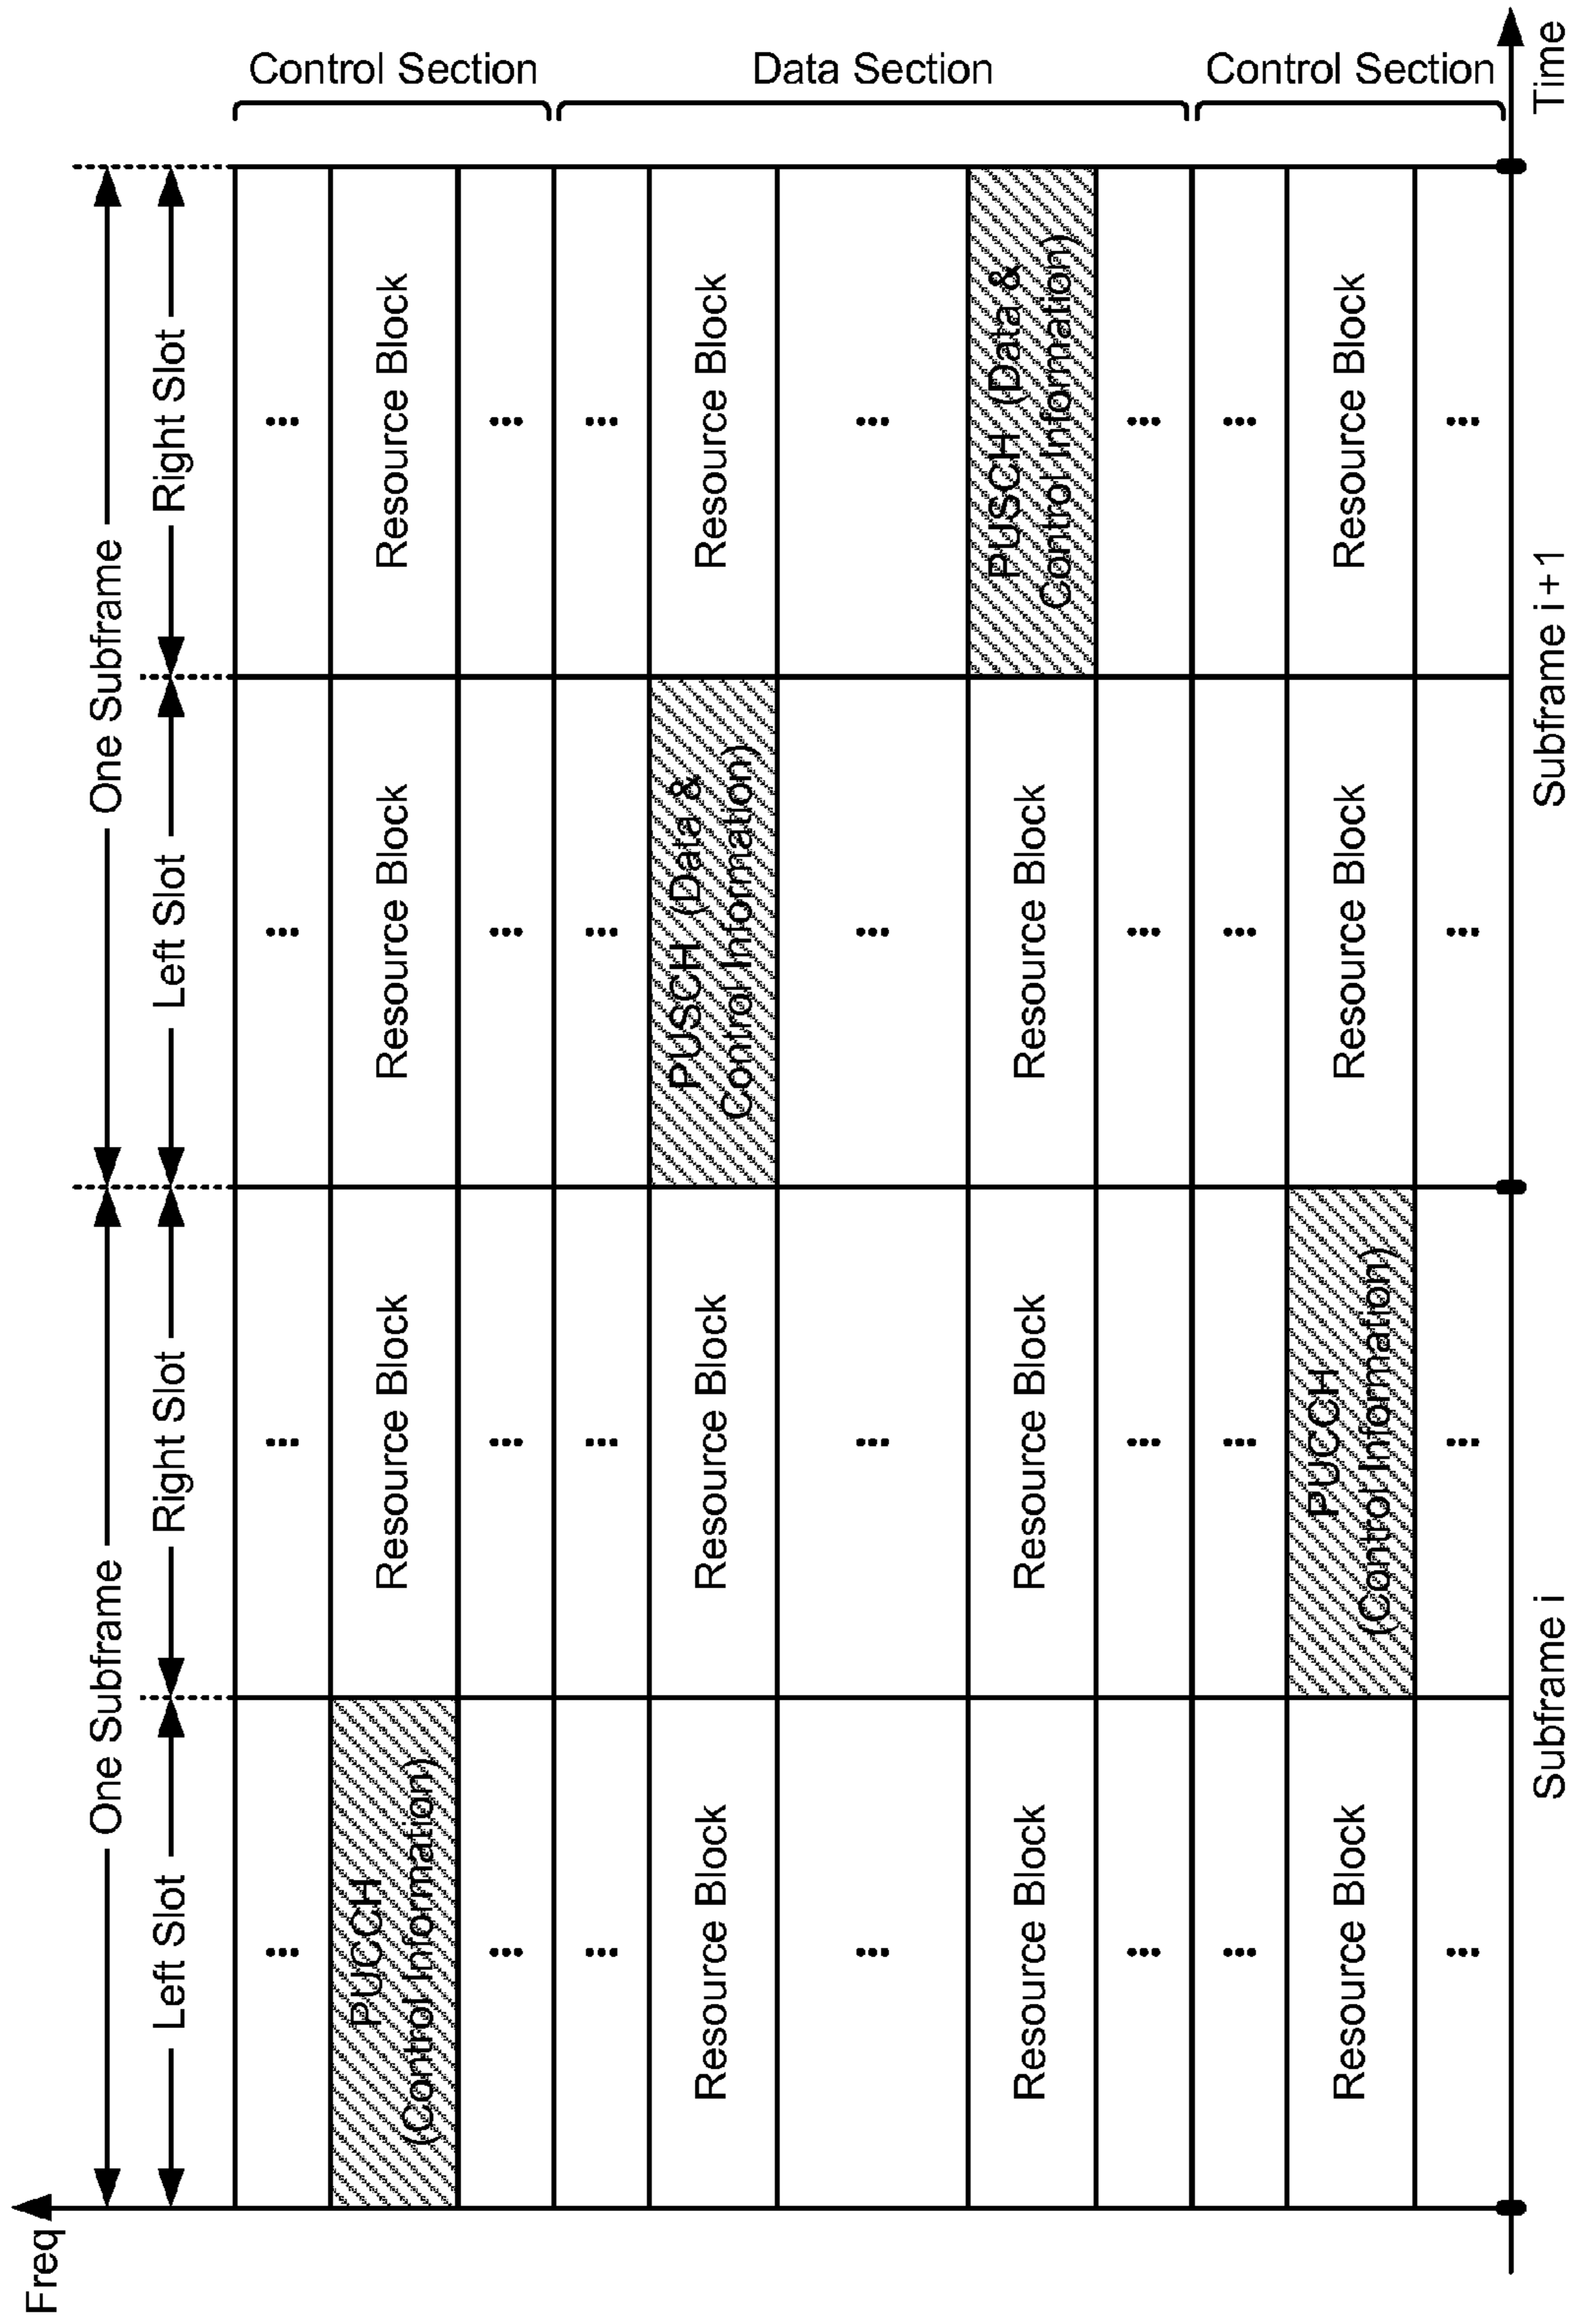 Freq
One Subframe
One Subframe
Left Slot
Right Slot
Left Slot
Right Slot
Control Section
PUCCH
(Control Information)
Resource Block
Resource Block
Resource Block
Data Section
Resource Block
Resource Block
PUSCH (Data &
Control Information)
Resource Block
Resource Block
Resource Block
Resource Block
PUSCH (Data &
Control Information)
Control Section
Resource Block
PUCCH
(Control Information)
Resource Block
Resource Block
Subframe i
Subframe i + 1
Time